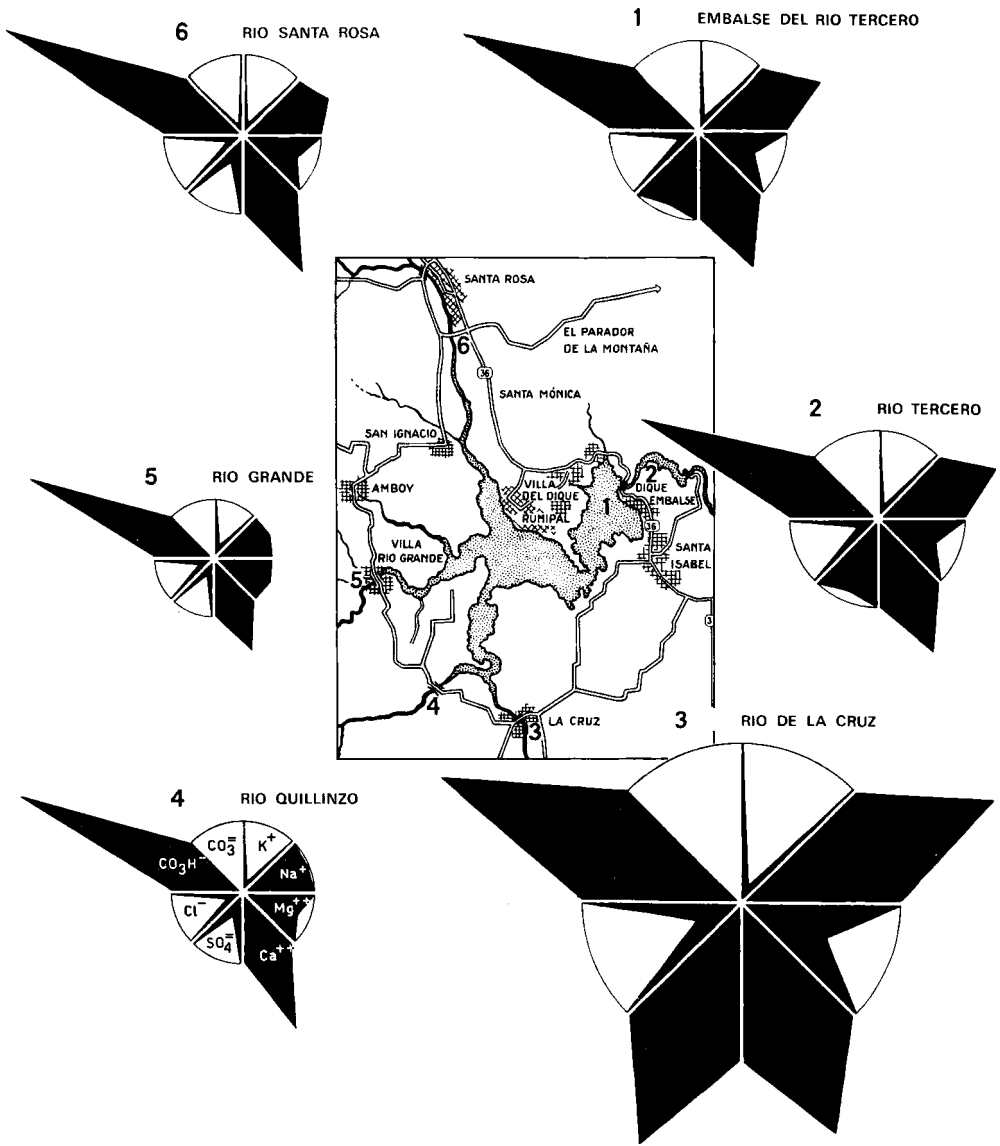 6 RIO SANTA ROSA
1 EMBALSE DEL RIO TERCERO
SANTA ROSA
6
EL PARADOR
DE LA MONTAÑA
36
SANTA MÓNICA
2 RIO TERCERO
SAN IGNACIO
5 RIO GRANDE
AMBOY
VILLA
DEL DIQUE
2
DIQUE
EMBALSE
1
RUMIPAL
36
VILLA
RIO GRANDE
SANTA
ISABEL
5
3
4
LA CRUZ
3
3 RIO DE LA CRUZ
4 RIO QUILLINZO
CO₃⁼
K⁺
CO₃H⁻
Na⁺
Cl⁻
Mg⁺⁺
SO₄⁼
Ca⁺⁺